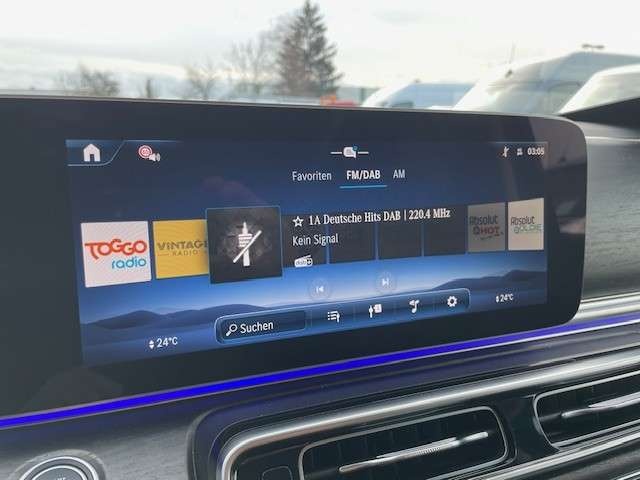 03:05
Favoriten FM/DAB AM
TOGGO
radio
VINTAGE
RADIO
1A Deutsche Hits DAB | 220.4 MHz
Kein Signal
Absolut
HOT
Absolut
OLDIE
Suchen
24°C
24°C